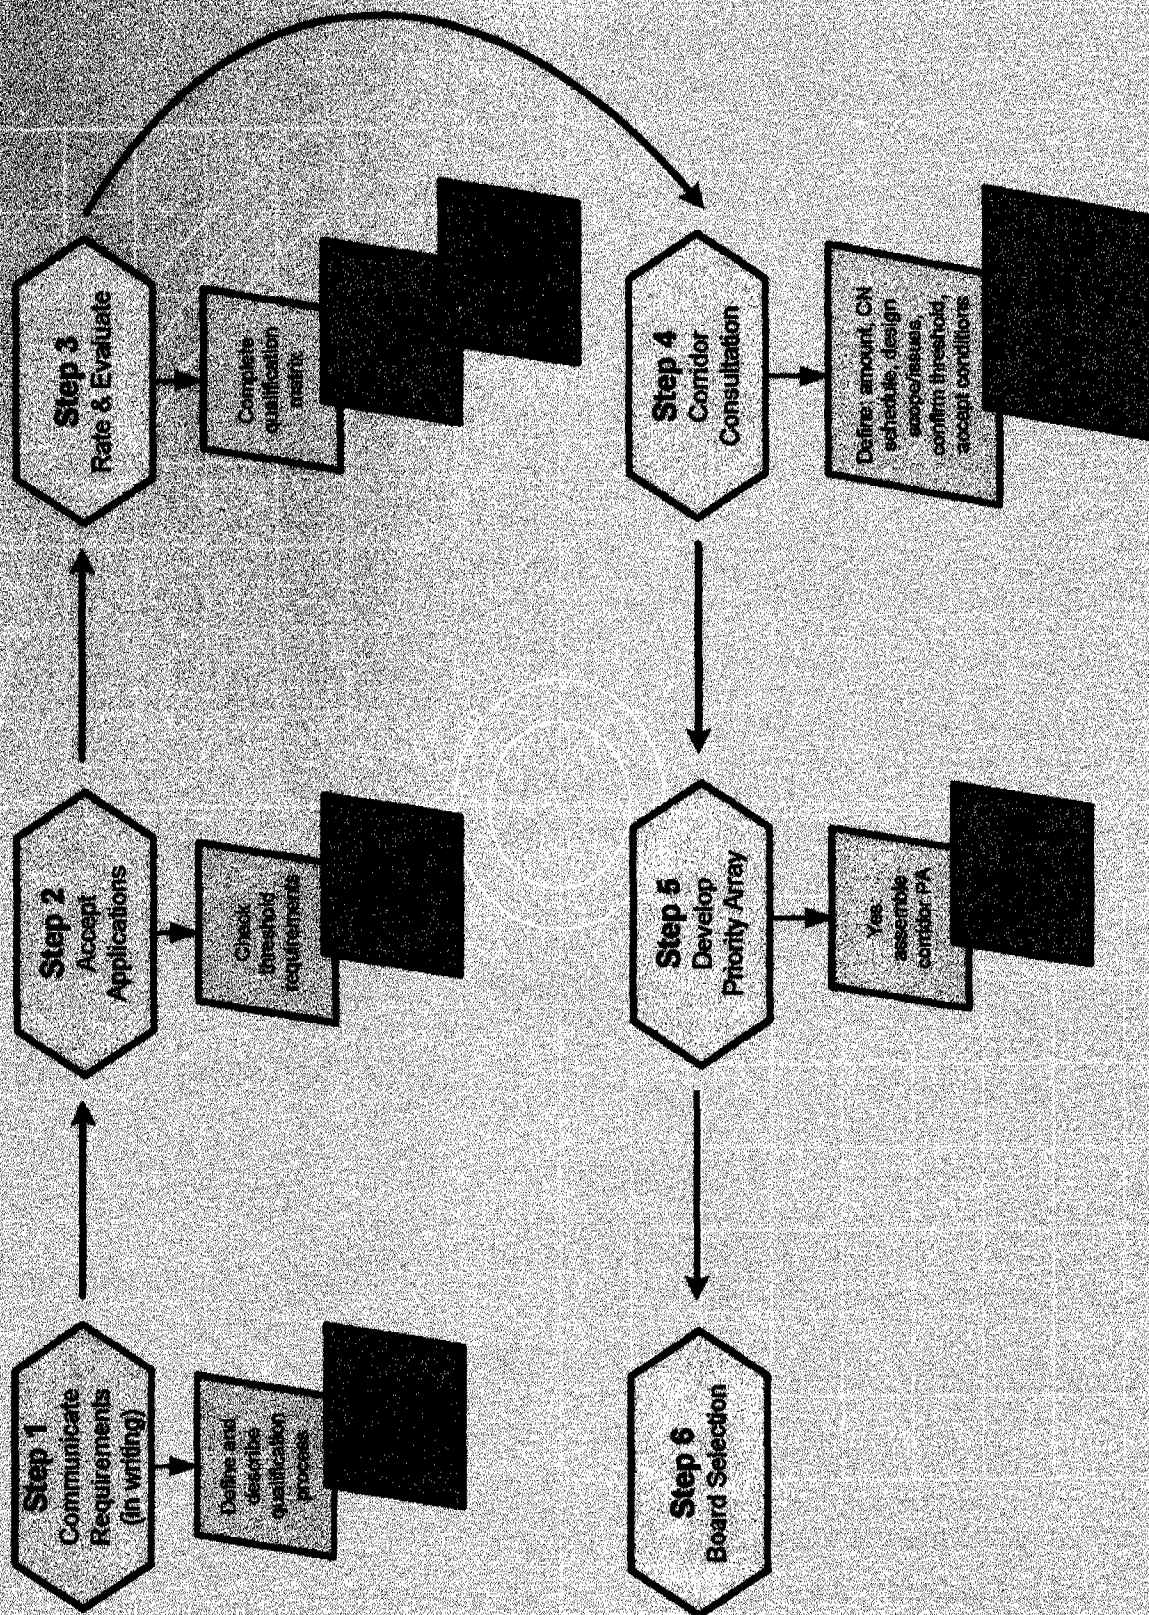 Step 1
Communicate
Requirements
(in writing)
Define and
describe
qualification
process
Step 2
Accept
Applications
Check
threshold
requirements
Step 3
Rate & Evaluate
Complete
qualification
matrix
Step 4
Corridor
Consultation
Define: amount, CN
schedule, design
scope/issues,
confirm threshold,
accept conditions
Step 5
Develop
Priority Array
Yes:
assemble
corridor PA
Step 6
Board Selection